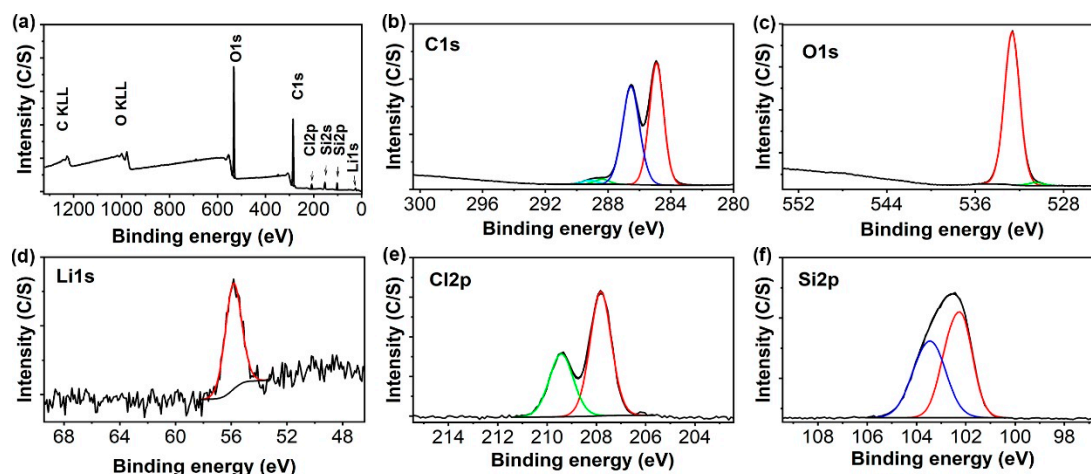 (a)
Intensity (C/S)
C KLL
O KLL
O1s
C1s
Cl2p
Si2s
Si2p
Li1s
1200 1000 800 600 400 200 0
Binding energy (eV)
(b)
Intensity (C/S)
C1s
300 296 292 288 284 280
Binding energy (eV)
(c)
Intensity (C/S)
O1s
552 544 536 528
Binding energy (eV)
(d)
Intensity (C/S)
Li1s
68 64 60 56 52 48
Binding energy (eV)
(e)
Intensity (C/S)
Cl2p
214 212 210 208 206 204
Binding energy (eV)
(f)
Intensity (C/S)
Si2p
108 106 104 102 100 98
Binding energy (eV)